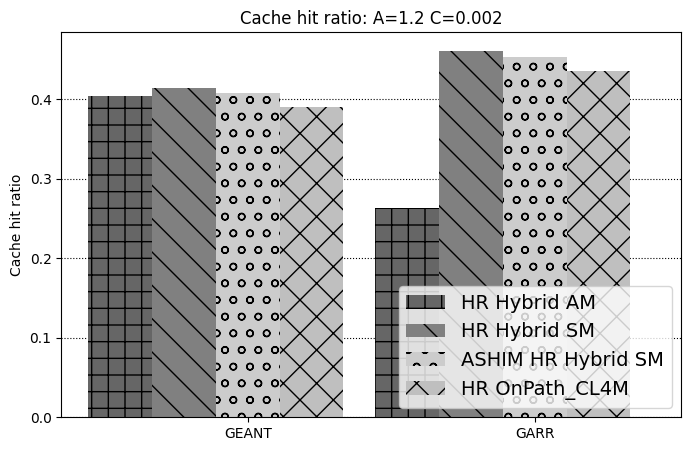 Cache hit ratio: A=1.2 C=0.002
Cache hit ratio
0.4
0.3
0.2
0.1
0.0
HR Hybrid AM
HR Hybrid SM
ASHIM HR Hybrid SM
HR OnPath_CL4M
GEANT
GARR